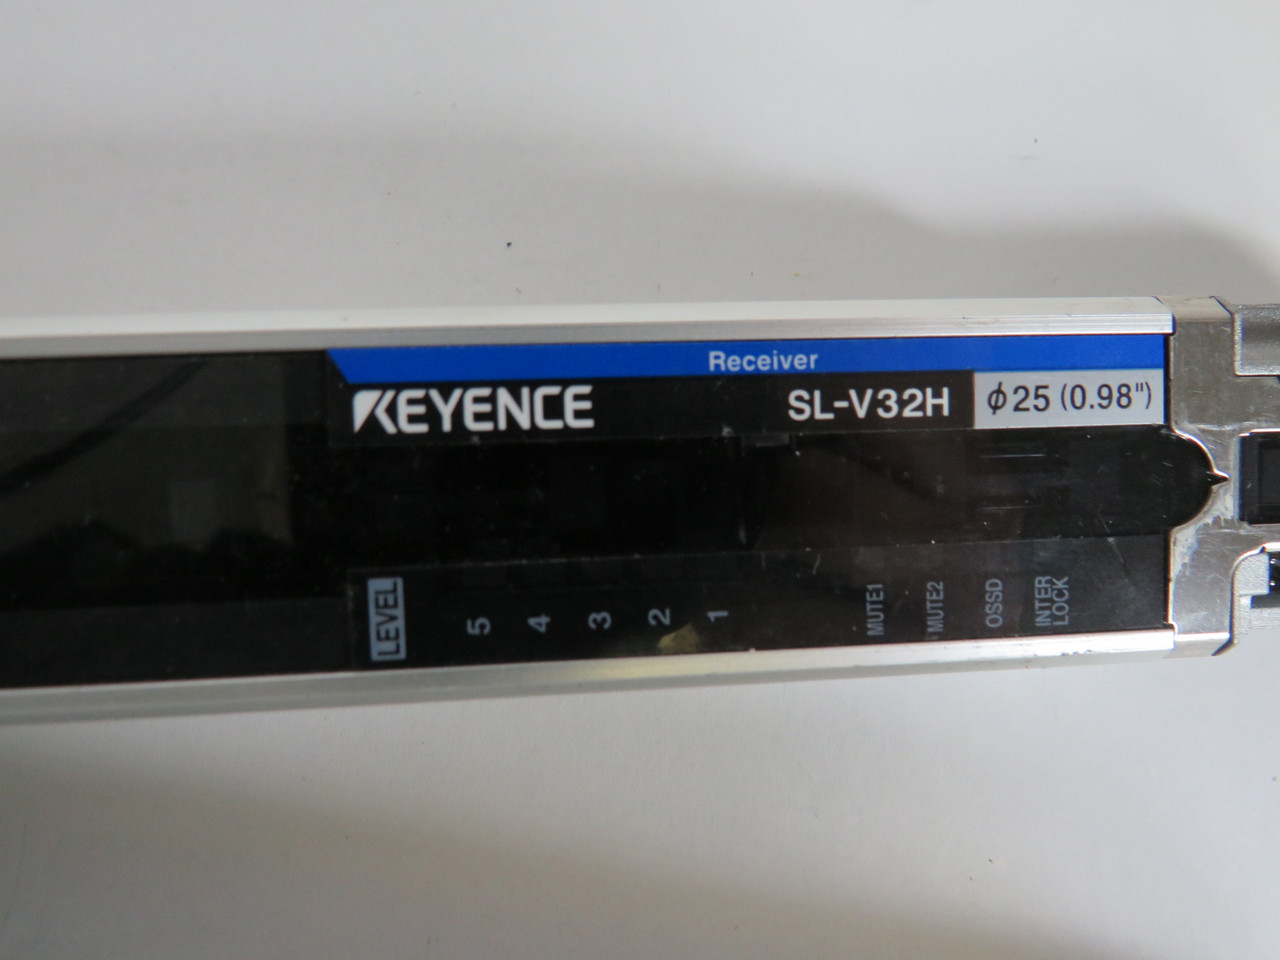 Receiver
KEYENCE SL-V32H ϕ25 (0.98")
LEVEL 5 4 3 2 1 MUTE1 MUTE2 OSSD INTER LOCK